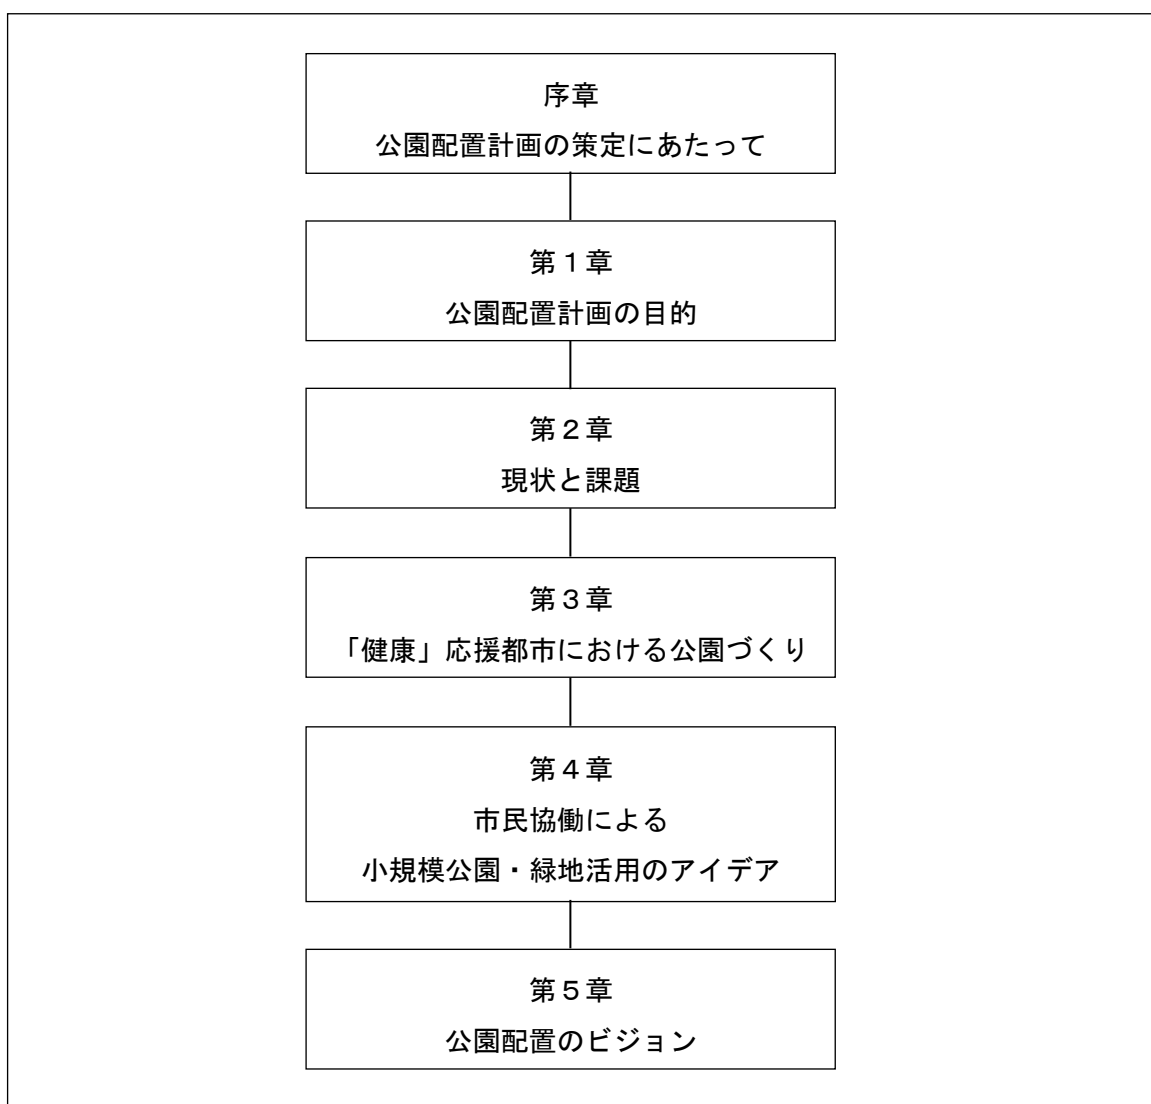 序章
公園配置計画の策定にあたって
第１章
公園配置計画の目的
第２章
現状と課題
第３章
「健康」応援都市における公園づくり
第４章
市民協働による
小規模公園・緑地活用のアイデア
第５章
公園配置のビジョン